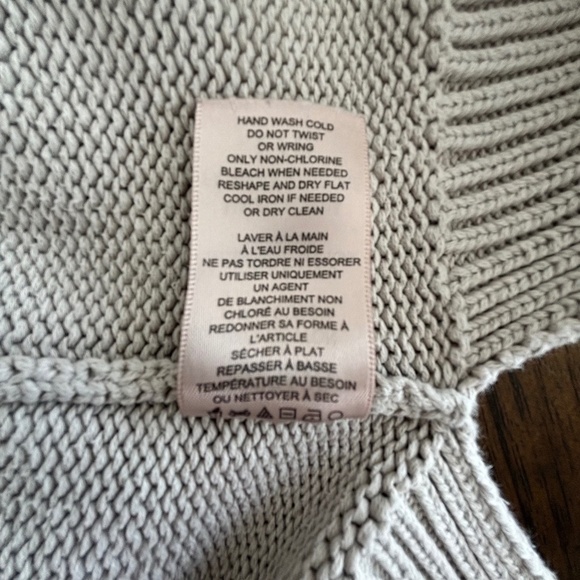 HAND WASH COLD
DO NOT TWIST
OR WRING
ONLY NON-CHLORINE
BLEACH WHEN NEEDED
RESHAPE AND DRY FLAT
COOL IRON IF NEEDED
OR DRY CLEAN
LAVER À LA MAIN
À L'EAU FROIDE
NE PAS TORDRE NI ESSORER
UTILISER UNIQUEMENT
UN AGENT
DE BLANCHIMENT NON
CHLORÉ AU BESOIN
REDONNER SA FORME À
L'ARTICLE
SÉCHER À PLAT
REPASSER À BASSE
TEMPÉRATURE AU BESOIN
OU NETTOYER À SEC